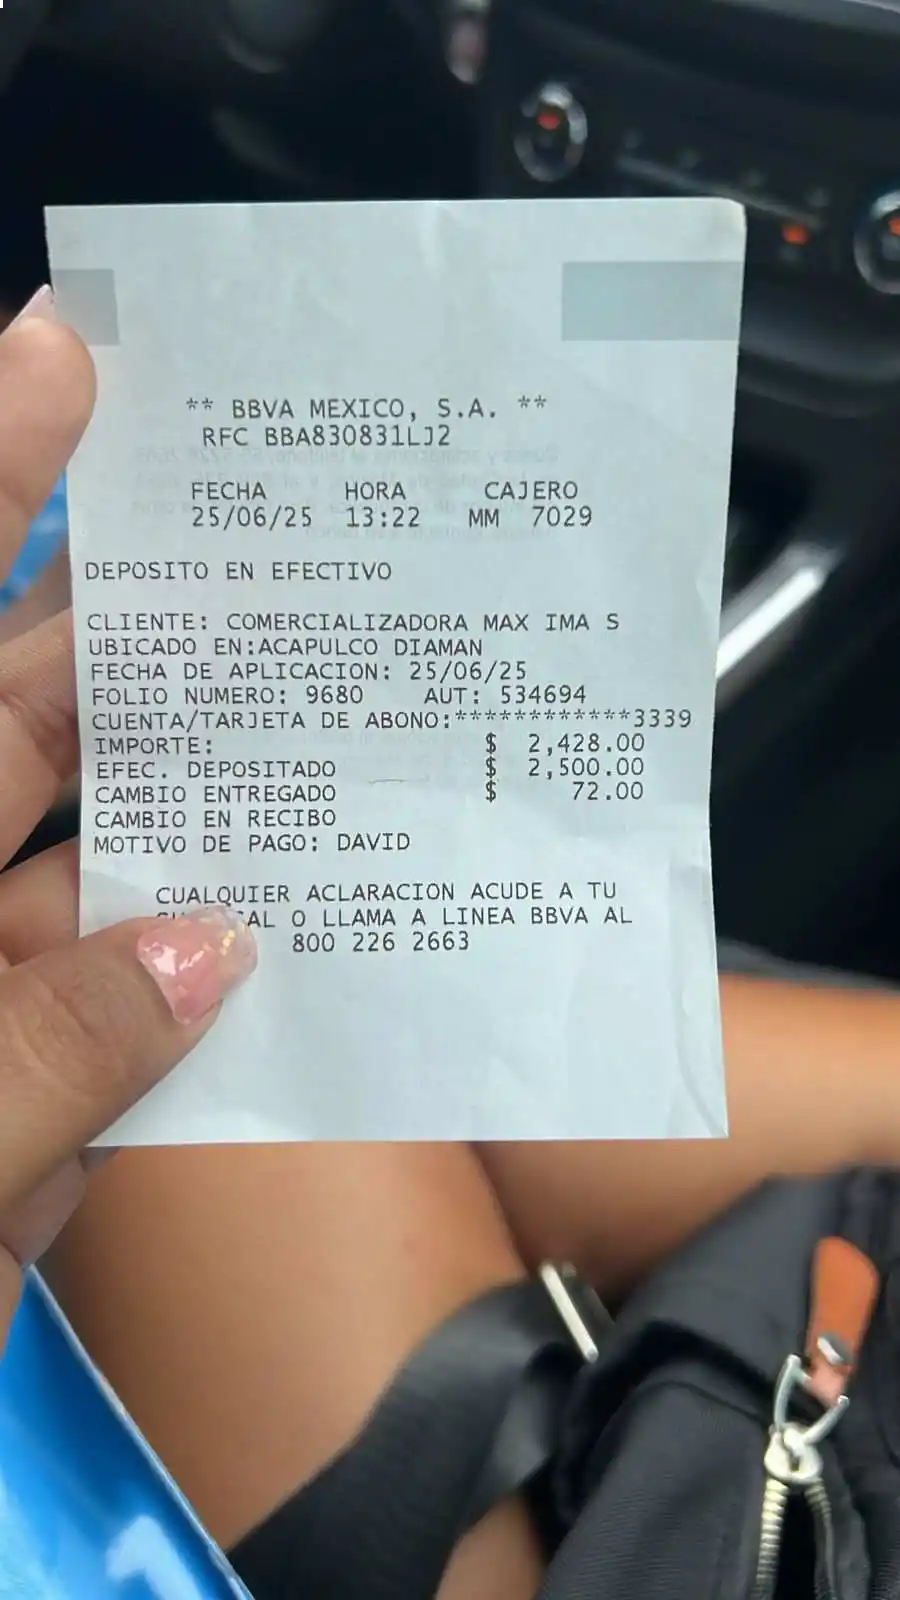 ** BBVA MEXICO, S.A. **
RFC BBA830831LJ2
FECHA HORA CAJERO
25/06/25 13:22 MM 7029
DEPOSITO EN EFECTIVO
CLIENTE: COMERCIALIZADORA MAX IMA S
UBICADO EN:ACAPULCO DIAMAN
FECHA DE APLICACION: 25/06/25
FOLIO NUMERO: 9680 AUT: 534694
CUENTA/TARJETA DE ABONO:************3339
IMPORTE: $ 2,428.00
EFEC. DEPOSITADO $ 2,500.00
CAMBIO ENTREGADO $ 72.00
CAMBIO EN RECIBO
MOTIVO DE PAGO: DAVID
CUALQUIER ACLARACION ACUDE A TU
AL O LLAMA A LINEA BBVA AL
800 226 2663